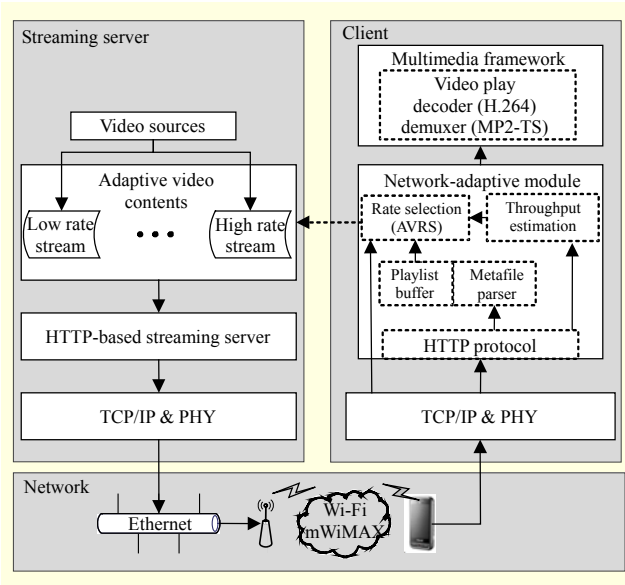 Streaming server
Video sources
Adaptive video
contents
Low rate
stream
High rate
stream
HTTP-based streaming server
TCP/IP & PHY
Client
Multimedia framework
Video play
decoder (H.264)
demuxer (MP2-TS)
Network-adaptive module
Rate selection
(AVRS)
Throughput
estimation
Playlist
buffer
Metafile
parser
HTTP protocol
TCP/IP & PHY
Network
Ethernet
Wi-Fi
mWiMAX